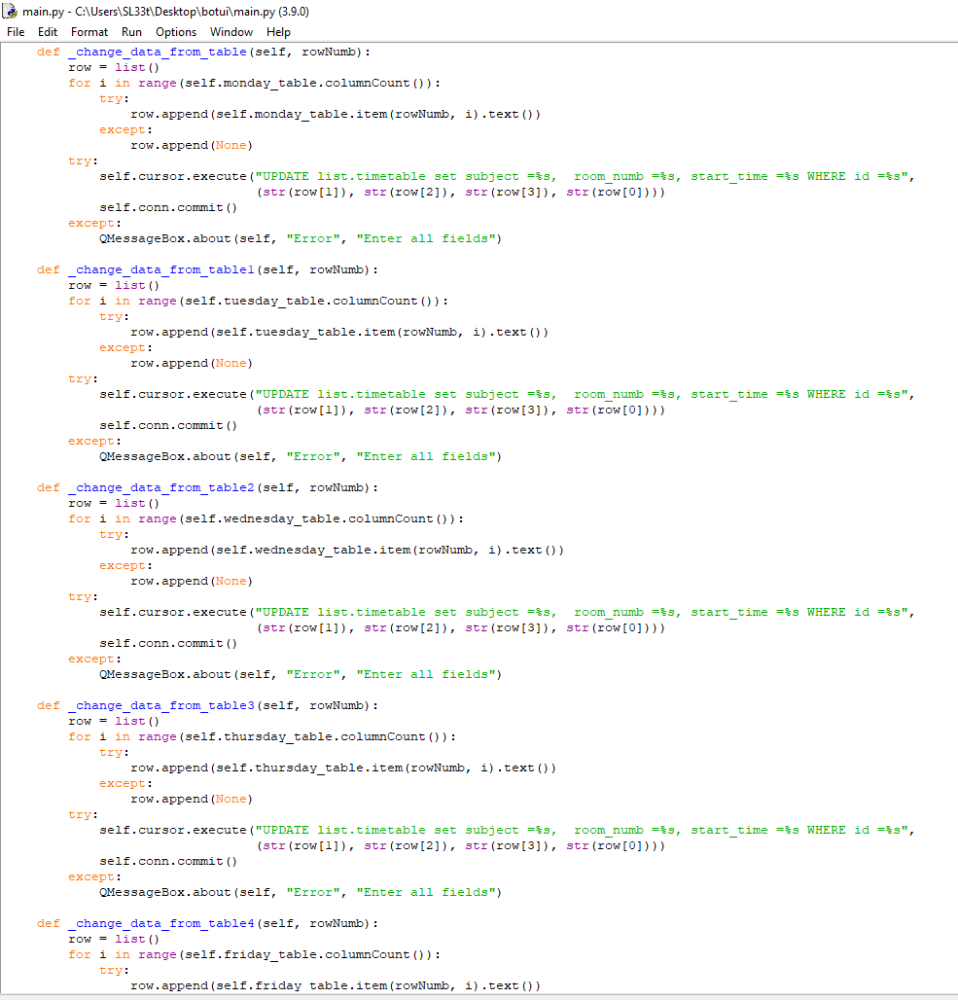 main.py - C:\Users\SL33t\Desktop\botui\main.py (3.9.0)
File Edit Format Run Options Window Help
    def _change_data_from_table(self, rowNumb):
        row = list()
        for i in range(self.monday_table.columnCount()):
            try:
                row.append(self.monday_table.item(rowNumb, i).text())
            except:
                row.append(None)
        try:
            self.cursor.execute("UPDATE list.timetable set subject =%s,  room_numb =%s, start_time =%s WHERE id =%s",
                                (str(row[1]), str(row[2]), str(row[3]), str(row[0])))
            self.conn.commit()
        except:
            QMessageBox.about(self, "Error", "Enter all fields")

    def _change_data_from_table1(self, rowNumb):
        row = list()
        for i in range(self.tuesday_table.columnCount()):
            try:
                row.append(self.tuesday_table.item(rowNumb, i).text())
            except:
                row.append(None)
        try:
            self.cursor.execute("UPDATE list.timetable set subject =%s,  room_numb =%s, start_time =%s WHERE id =%s",
                                (str(row[1]), str(row[2]), str(row[3]), str(row[0])))
            self.conn.commit()
        except:
            QMessageBox.about(self, "Error", "Enter all fields")

    def _change_data_from_table2(self, rowNumb):
        row = list()
        for i in range(self.wednesday_table.columnCount()):
            try:
                row.append(self.wednesday_table.item(rowNumb, i).text())
            except:
                row.append(None)
        try:
            self.cursor.execute("UPDATE list.timetable set subject =%s,  room_numb =%s, start_time =%s WHERE id =%s",
                                (str(row[1]), str(row[2]), str(row[3]), str(row[0])))
            self.conn.commit()
        except:
            QMessageBox.about(self, "Error", "Enter all fields")

    def _change_data_from_table3(self, rowNumb):
        row = list()
        for i in range(self.thursday_table.columnCount()):
            try:
                row.append(self.thursday_table.item(rowNumb, i).text())
            except:
                row.append(None)
        try:
            self.cursor.execute("UPDATE list.timetable set subject =%s,  room_numb =%s, start_time =%s WHERE id =%s",
                                (str(row[1]), str(row[2]), str(row[3]), str(row[0])))
            self.conn.commit()
        except:
            QMessageBox.about(self, "Error", "Enter all fields")

    def _change_data_from_table4(self, rowNumb):
        row = list()
        for i in range(self.friday_table.columnCount()):
            try:
                row.append(self.friday_table.item(rowNumb, i).text())